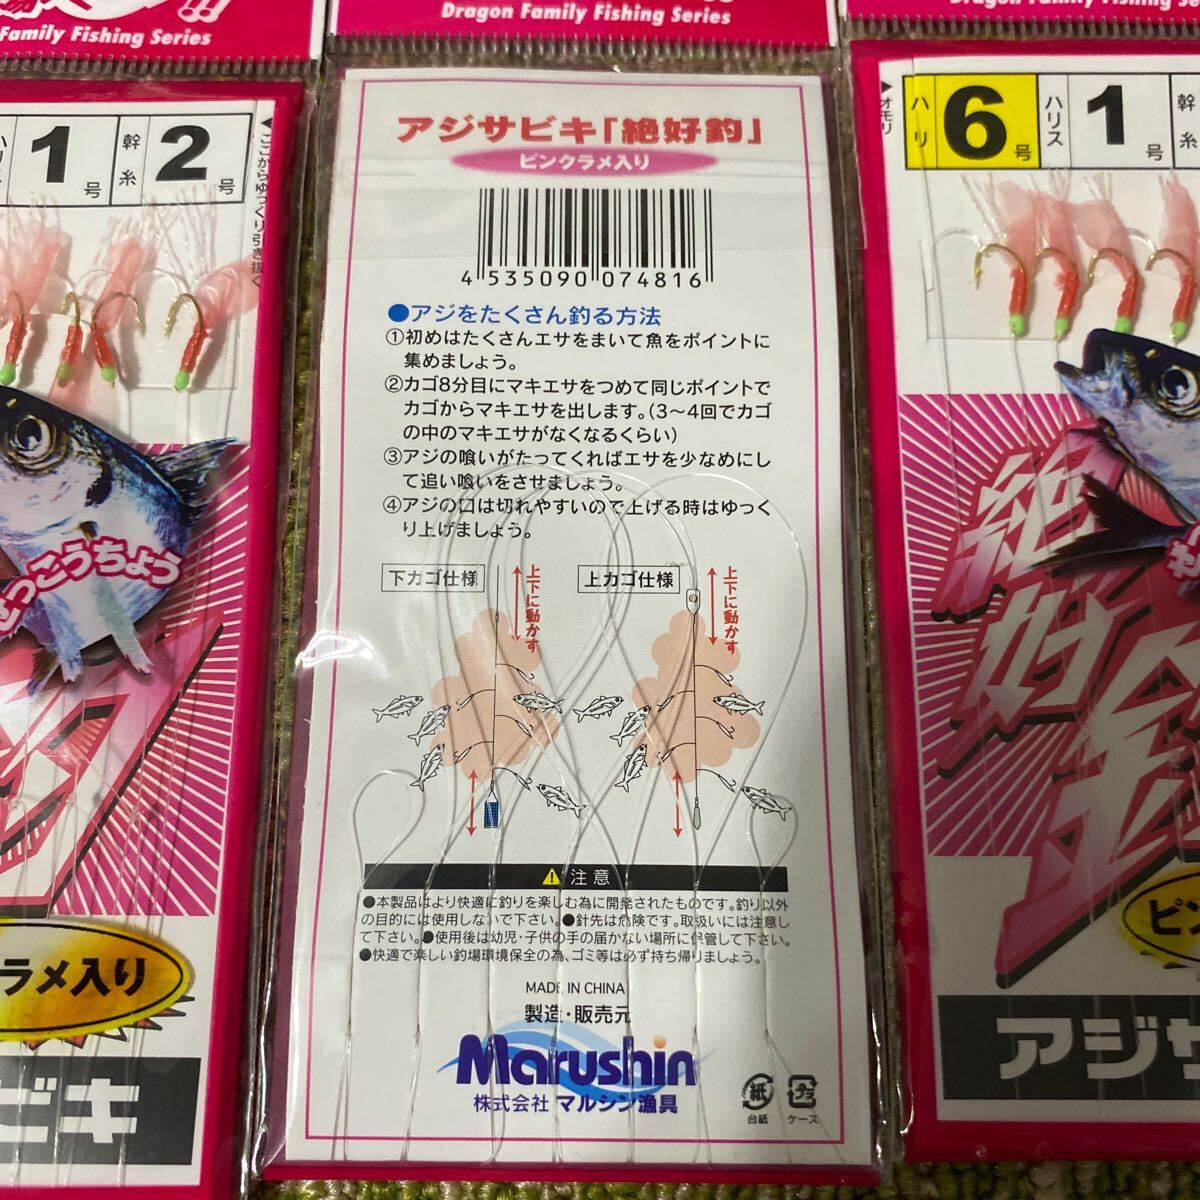 Family Fishing Series
Dragon Family Fishing Series
Dragon Family Fishing Series
1号
幹糸
2号
ここからゆっくり引き抜く
ぜっこうちょう
ラメ入り
ビキ
アジサビキ「絶好釣」
ピンクラメ入り
4 535090 074816
●アジをたくさん釣る方法
①初めはたくさんエサをまいて魚をポイントに
集めましょう。
②カゴ8分目にマキエサをつめて同じポイントで
カゴからマキエサを出します。(3〜4回でカゴ
の中のマキエサがなくなるくらい)
③アジの喰いがたってくればエサを少なめにし
て追い喰いをさせましょう。
④アジの口は切れやすいので上げる時はゆっく
り上げましょう。
下カゴ仕様
上下に動かす
上カゴ仕様
上下に動かす
注意
●本製品はより快適に釣りを楽しむ為に開発されたものです。釣り以外
の目的には使用しないで下さい。●針先は危険です。取扱いには注意し
て下さい。●使用後は幼児・子供の手の届かない場所に保管して下さい。
●快適で楽しい釣場環境保全の為、ゴミ等は必ず持ち帰りましょう。
MADE IN CHINA
製造・販売元
Marushin
株式会社 マルシン漁具
紙
台紙
プラ
ケース
オモリ
ハリ
6号
ハリス
1号
幹糸
絶好
ピン
アジサ